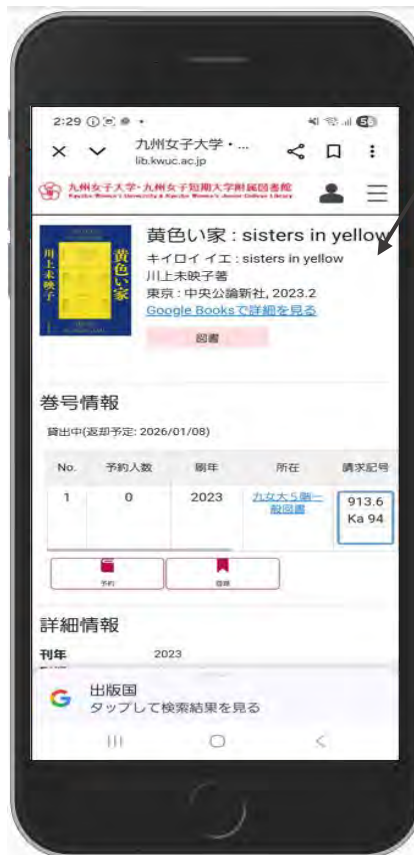 2:29
九州女子大学・...
lib.kwuc.ac.jp
九州女子大学・九州女子短期大学附属図書館
Kyushu Women's University & Kyushu Women's Junior College Library
川上未映子
黄色い家
黄色い家 : sisters in yellow
キイロイ イエ : sisters in yellow
川上未映子著
東京 : 中央公論新社, 2023.2
Google Booksで詳細を見る
図書
巻号情報
貸出中(返却予定: 2026/01/08)
No. 予約人数 刷年 所在 請求記号
1 0 2023 九女大5階一般図書 913.6 Ka 94
予約
詳細情報
刊年 2023
G 出版国
タップして検索結果を見る